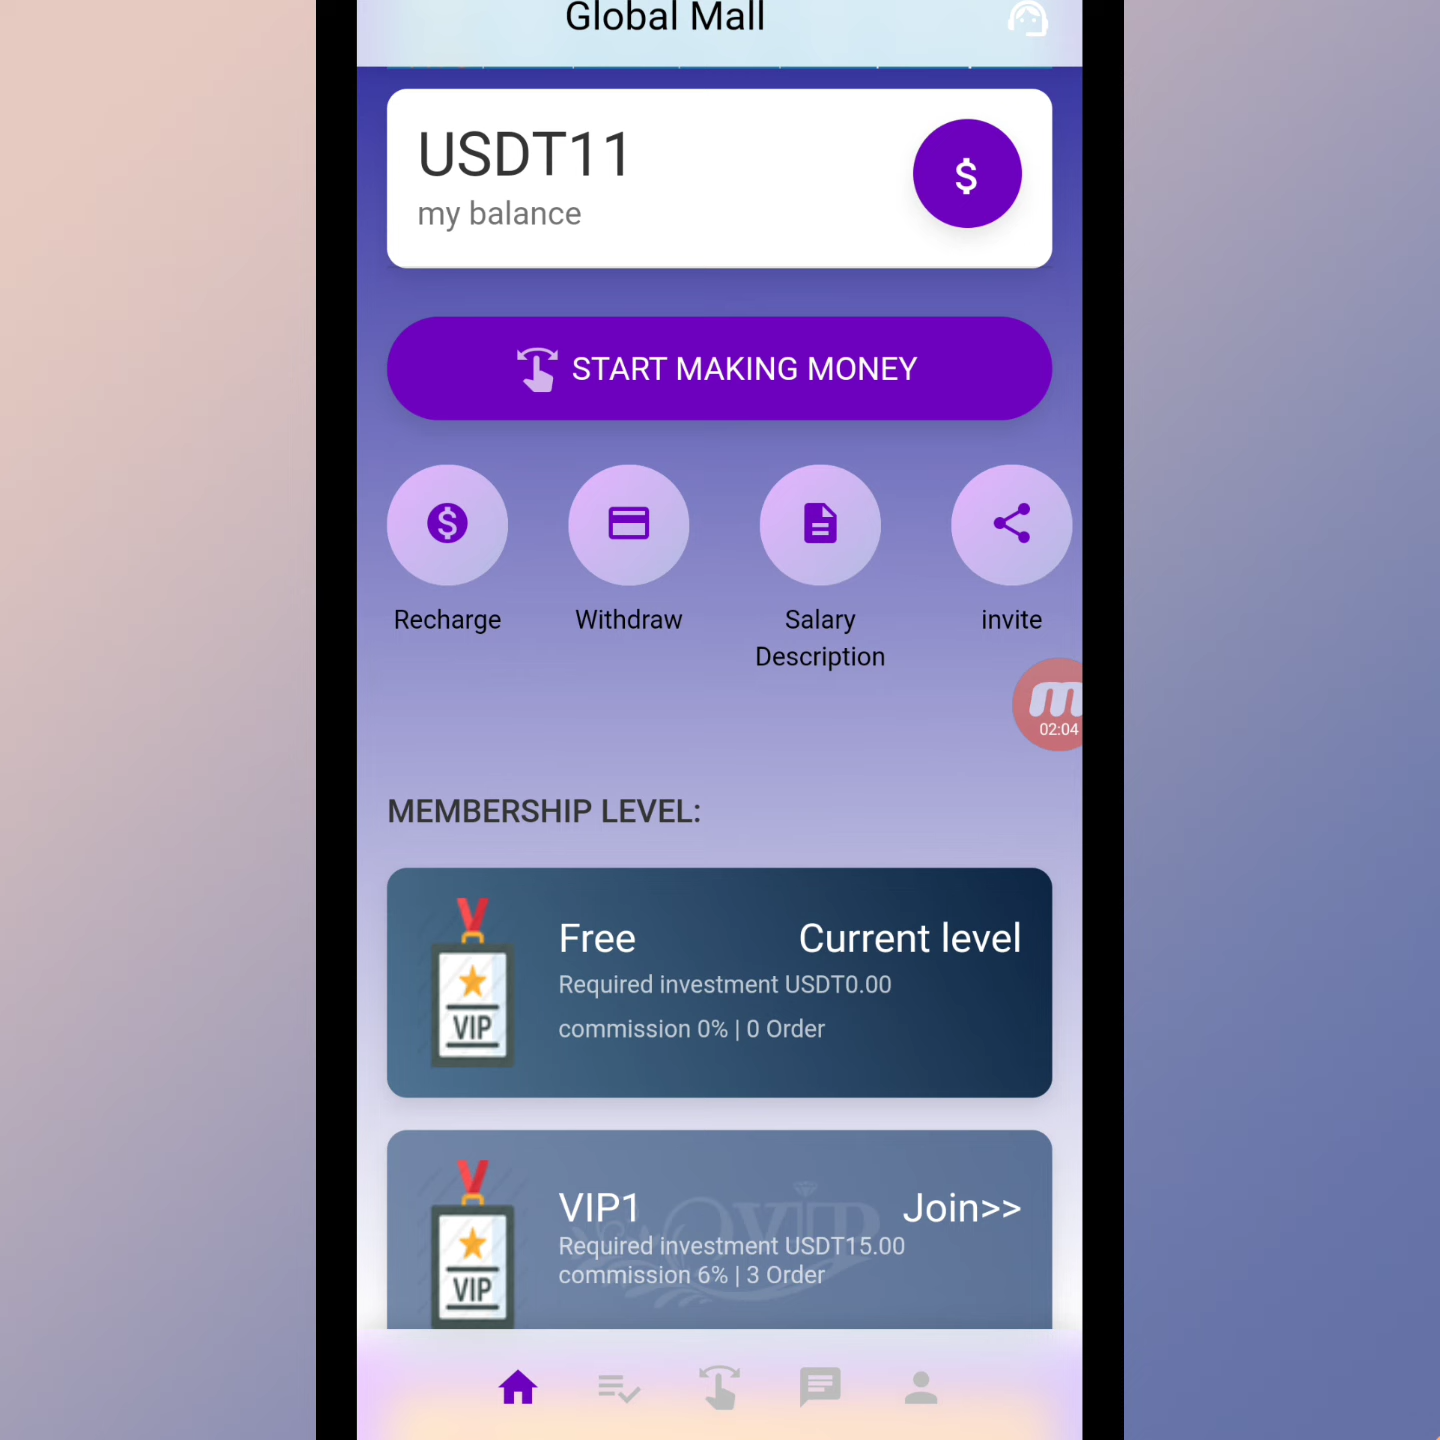 Global Mall
USDT11
$
my balance
START MAKING MONEY
$
Recharge
Withdraw
Salary
Description
invite
m
02:04
MEMBERSHIP LEVEL:
Free
Current level
Required investment USDT0.00
commission 0% | 0 Order
VIP
VIP1
Join>>
Required investment USDT15.00
commission 6% | 3 Order
VIP
VIP